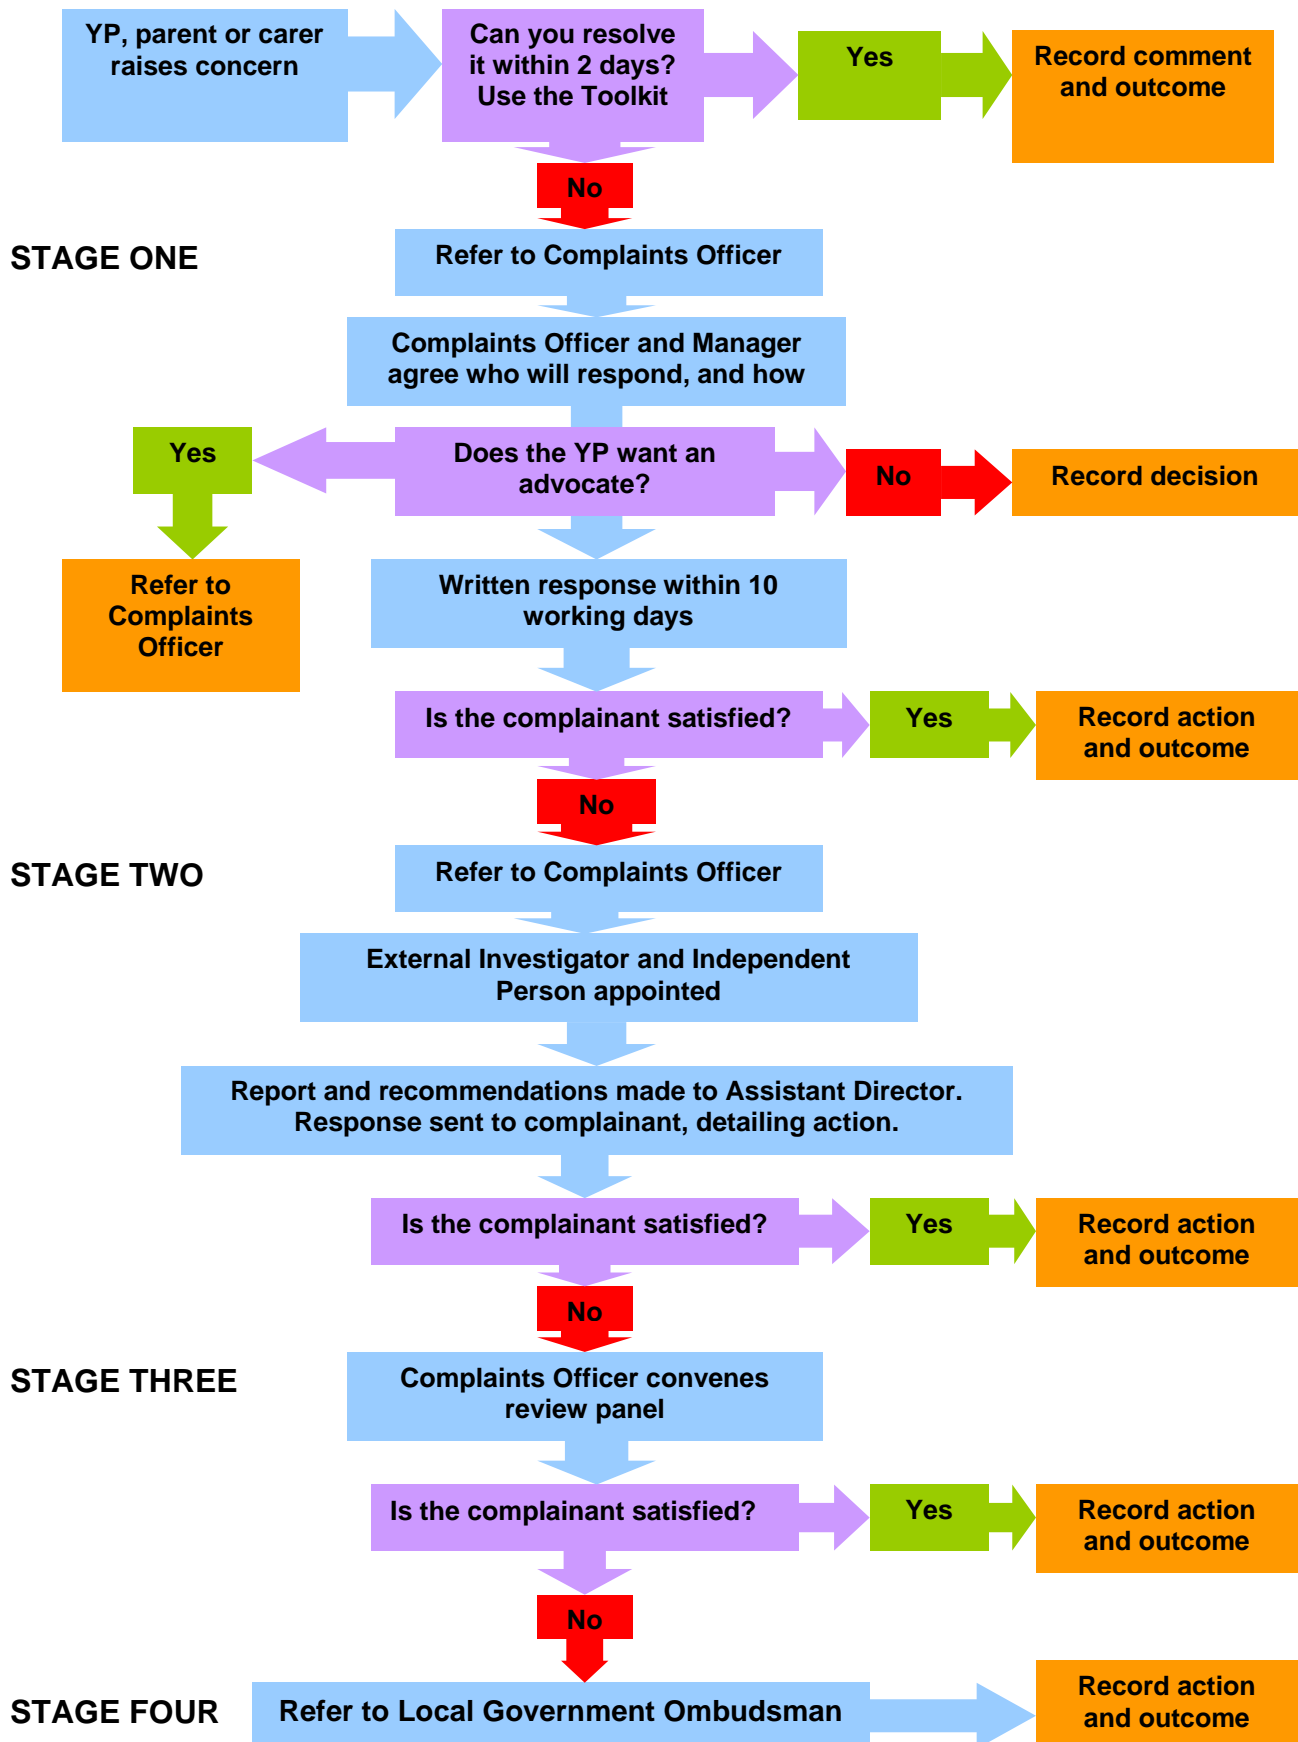 YP, parent or carer
raises concern
Can you resolve
it within 2 days?
Use the Toolkit
Yes
Record comment
and outcome
No
STAGE ONE
Refer to Complaints Officer
Complaints Officer and Manager
agree who will respond, and how
Yes
Does the YP want an
advocate?
No
Record decision
Refer to
Complaints
Officer
Written response within 10
working days
Is the complainant satisfied?
Yes
Record action
and outcome
No
STAGE TWO
Refer to Complaints Officer
External Investigator and Independent
Person appointed
Report and recommendations made to Assistant Director.
Response sent to complainant, detailing action.
Is the complainant satisfied?
Yes
Record action
and outcome
No
STAGE THREE
Complaints Officer convenes
review panel
Is the complainant satisfied?
Yes
Record action
and outcome
No
STAGE FOUR
Refer to Local Government Ombudsman
Record action
and outcome